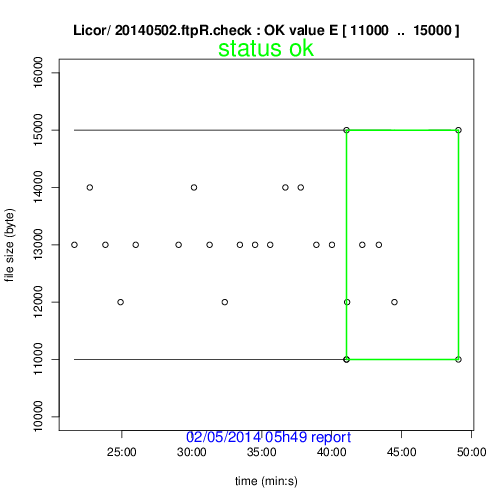 Licor/ 20140502.ftpR.check : OK value E [ 11000 .. 15000 ]
status ok
16000
15000
14000
13000
12000
11000
10000
file size (byte)
02/05/2014 05h49 report
25:00 30:00 35:00 40:00 45:00 50:00
time (min:s)